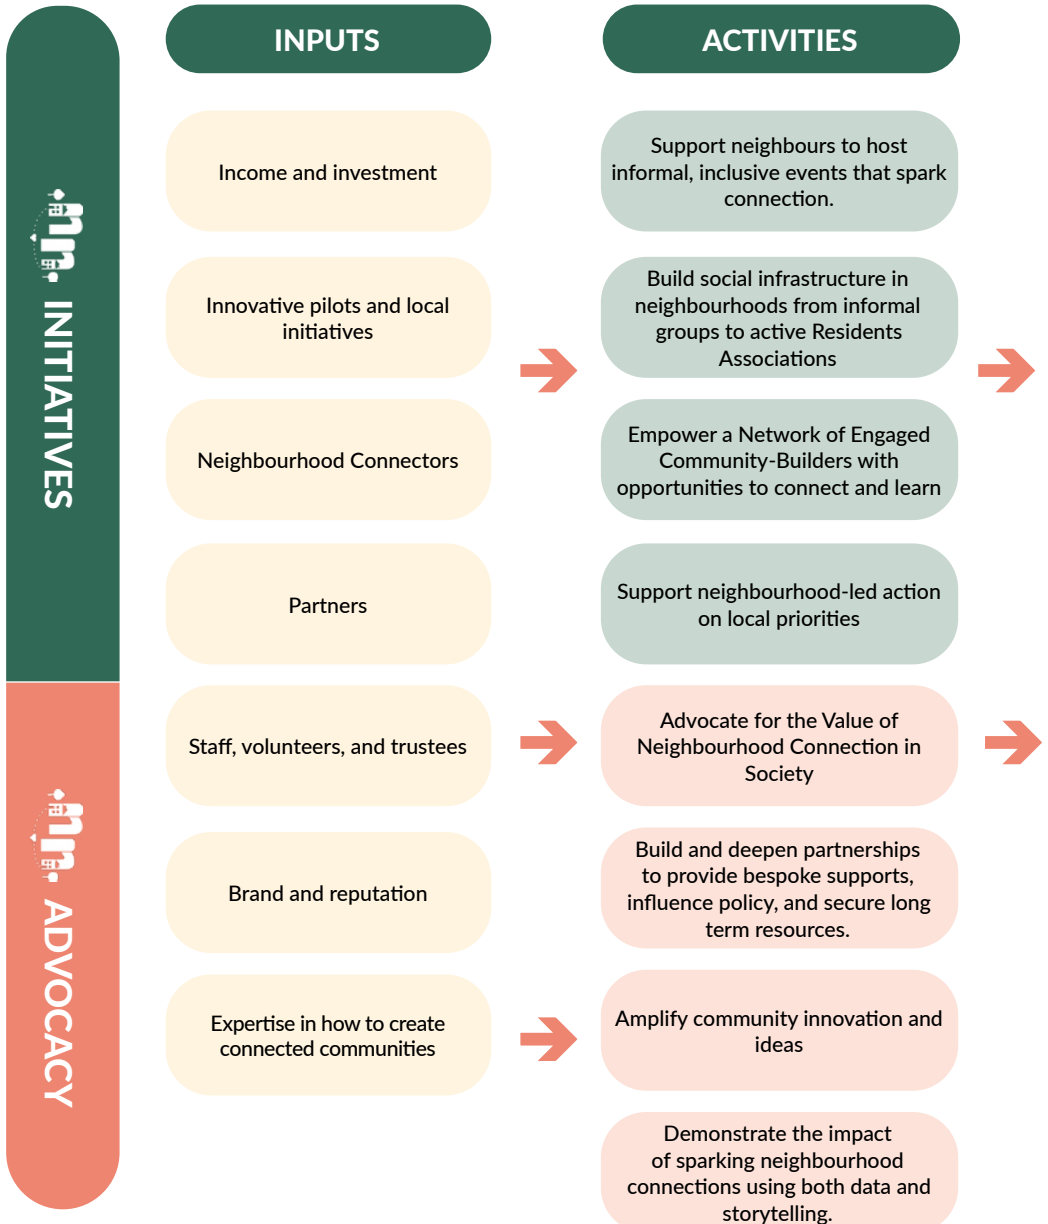 INPUTS
ACTIVITIES
INITIATIVES
Income and investment
Support neighbours to host
informal, inclusive events that spark
connection.
Innovative pilots and local
initiatives
Build social infrastructure in
neighbourhoods from informal
groups to active Residents
Associations
Neighbourhood Connectors
Empower a Network of Engaged
Community-Builders with
opportunities to connect and learn
Partners
Support neighbourhood-led action
on local priorities
ADVOCACY
Staff, volunteers, and trustees
Advocate for the Value of
Neighbourhood Connection in
Society
Brand and reputation
Build and deepen partnerships
to provide bespoke supports,
influence policy, and secure long
term resources.
Expertise in how to create
connected communities
Amplify community innovation and
ideas
Demonstrate the impact
of sparking neighbourhood
connections using both data and
storytelling.